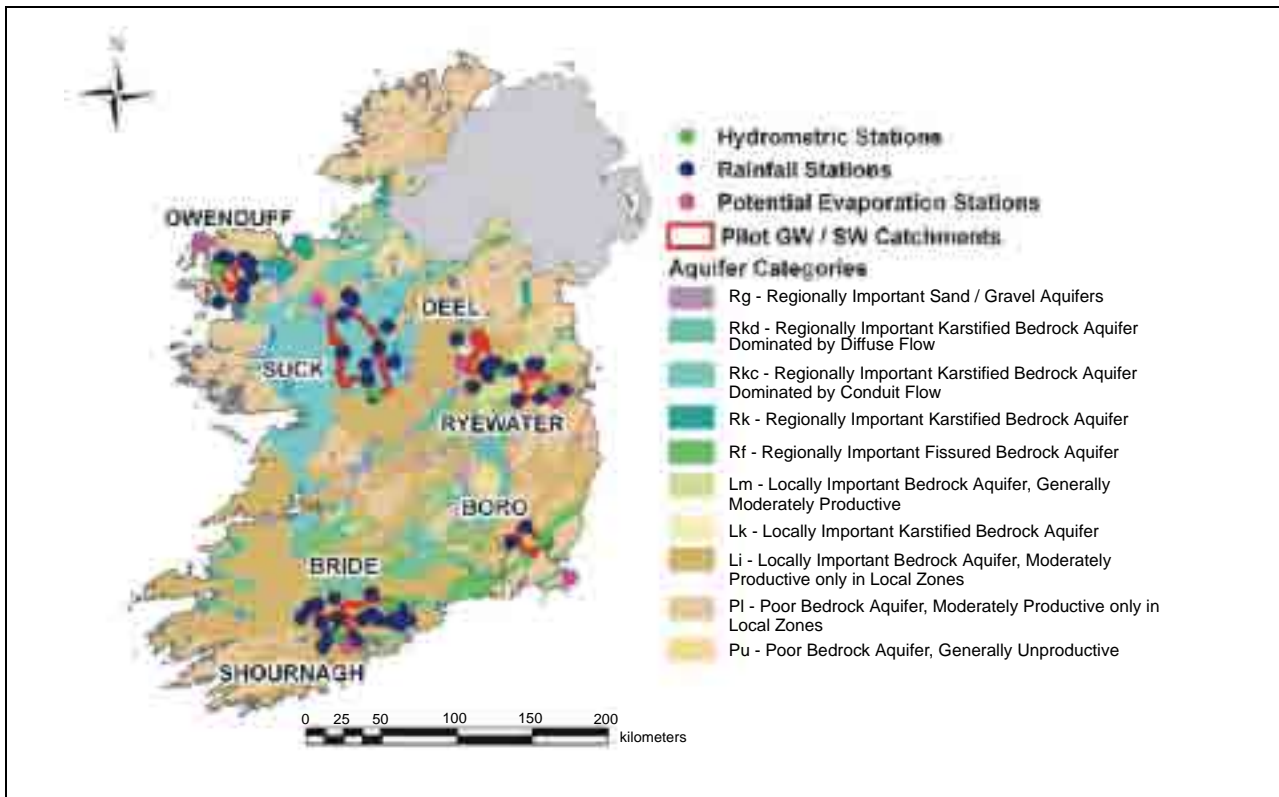 N
Hydrometric Stations
Rainfall Stations
Potential Evaporation Stations
Pilot GW / SW Catchments
Aquifer Categories
Rg - Regionally Important Sand / Gravel Aquifers
Rkd - Regionally Important Karstified Bedrock Aquifer
Dominated by Diffuse Flow
Rkc - Regionally Important Karstified Bedrock Aquifer
Dominated by Conduit Flow
Rk - Regionally Important Karstified Bedrock Aquifer
Rf - Regionally Important Fissured Bedrock Aquifer
Lm - Locally Important Bedrock Aquifer, Generally
Moderately Productive
Lk - Locally Important Karstified Bedrock Aquifer
Li - Locally Important Bedrock Aquifer, Moderately
Productive only in Local Zones
Pl - Poor Bedrock Aquifer, Moderately Productive only in
Local Zones
Pu - Poor Bedrock Aquifer, Generally Unproductive
OWENDUFF
DEEL
SUCK
RYEWATER
BORO
BRIDE
SHOURNAGH
0 25 50 100 150 200
kilometers